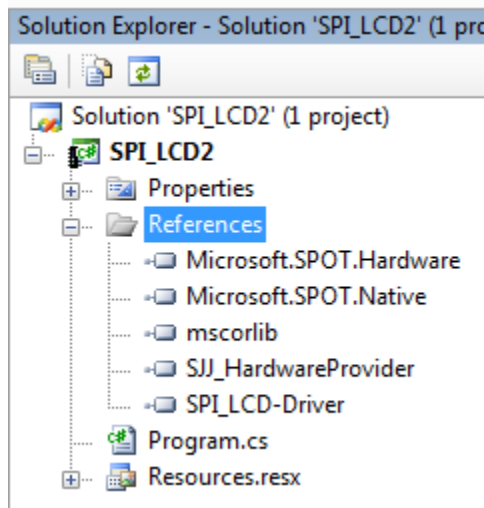 Solution Explorer - Solution 'SPI_LCD2' (1 pro
Solution 'SPI_LCD2' (1 project)
SPI_LCD2
Properties
References
Microsoft.SPOT.Hardware
Microsoft.SPOT.Native
mscorlib
SJJ_HardwareProvider
SPI_LCD-Driver
Program.cs
Resources.resx